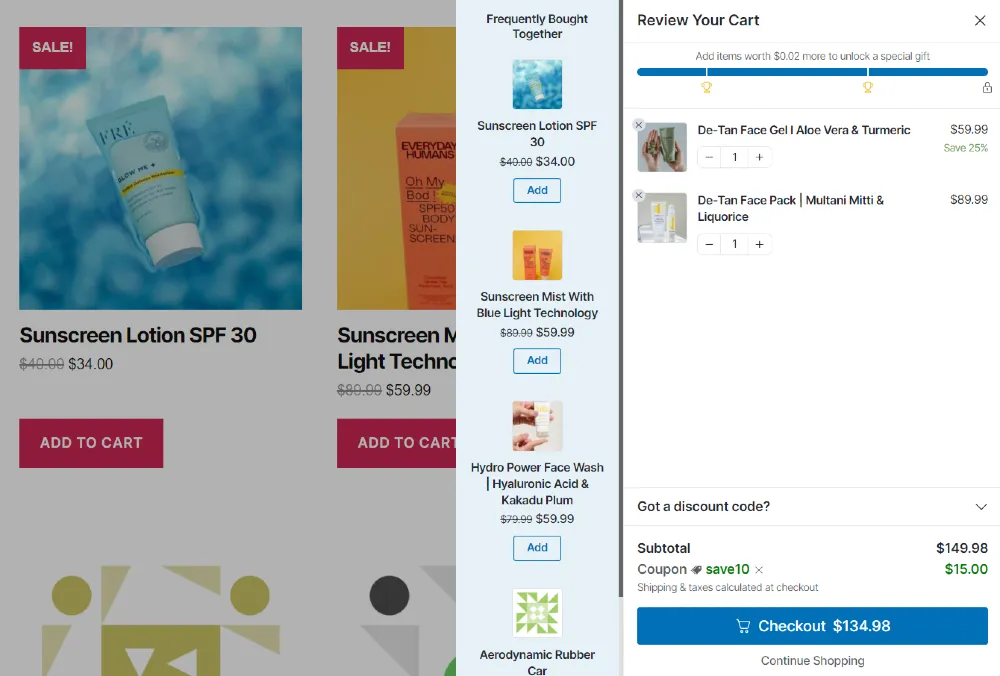 SALE!
FRÉ
GLOW ME +
Sunscreen Lotion SPF 30
$40.00 $34.00
ADD TO CART
SALE!
EVERYDAY
HUMANS
Oh My
Bod !
SPF50
BODY
SUN-
SCREEN
Sunscreen M
Light Techno
$89.99 $59.99
ADD TO CART
Frequently Bought
Together
Sunscreen Lotion SPF
30
$40.00 $34.00
Add
Sunscreen Mist With
Blue Light Technology
$89.99 $59.99
Add
Hydro Power Face Wash
| Hyaluronic Acid &
Kakadu Plum
$79.99 $59.99
Add
Aerodynamic Rubber
Car
Review Your Cart
Add items worth $0.02 more to unlock a special gift
De-Tan Face Gel l Aloe Vera & Turmeric
$59.99
Save 25%
− 1 +
De-Tan Face Pack | Multani Mitti &
Liquorice
$89.99
− 1 +
Got a discount code?
Subtotal $149.98
Coupon save10 $15.00
Shipping & taxes calculated at checkout
Checkout $134.98
Continue Shopping